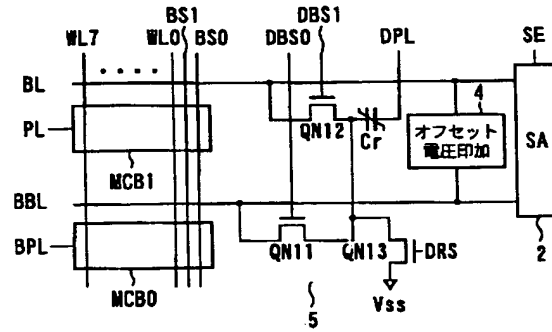 BS1
WL7 WL0 BS0 DBS0 DBS1 DPL SE
BL
4
PL
QN12
Cr
オフセット
電圧印加
SA
MCB1
BBL
BPL
QN11
QN13
DRS
MCB0
5
Vss
2